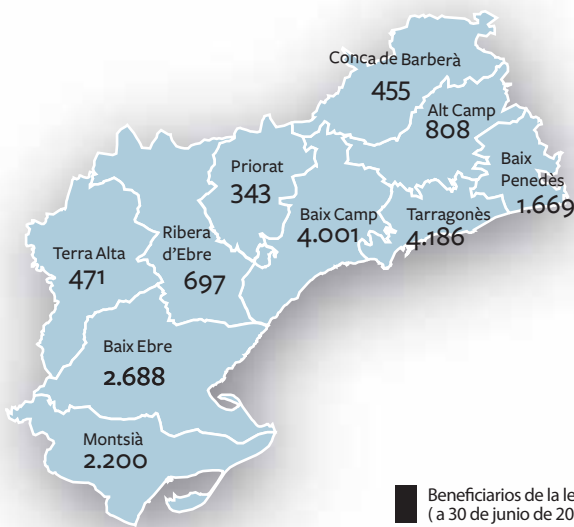 Conca de Barberà
455
Alt Camp
808
Baix
Penedès
1.669
Priorat
343
Baix Camp
4.001
Tarragonès
4.186
Ribera
d'Ebre
697
Terra Alta
471
Baix Ebre
2.688
Montsià
2.200
Beneficiarios de la
( a 30 de junio de